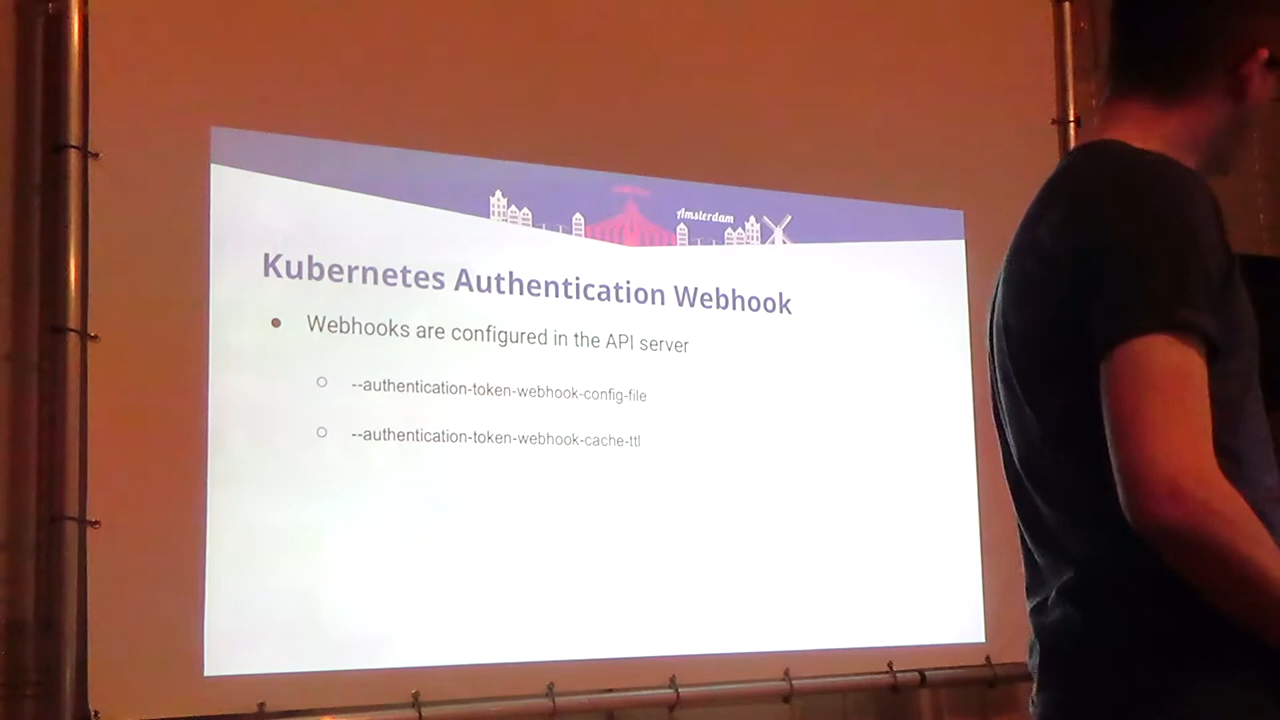 Amsterdam
Kubernetes Authentication Webhook
Webhooks are configured in the API server
--authentication-token-webhook-config-file
--authentication-token-webhook-cache-ttl